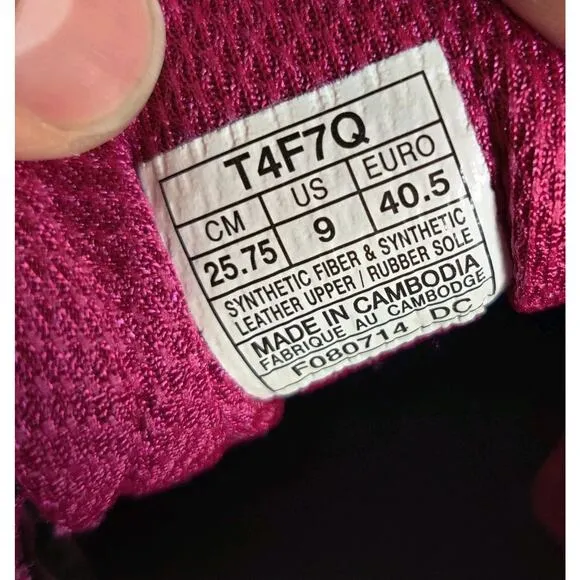 T4F7Q
CM US EURO
25.75 9 40.5
SYNTHETIC FIBER & SYNTHETIC
LEATHER UPPER / RUBBER SOLE
MADE IN CAMBODIA
FABRIQUE AU CAMBODGE
F080714 DC